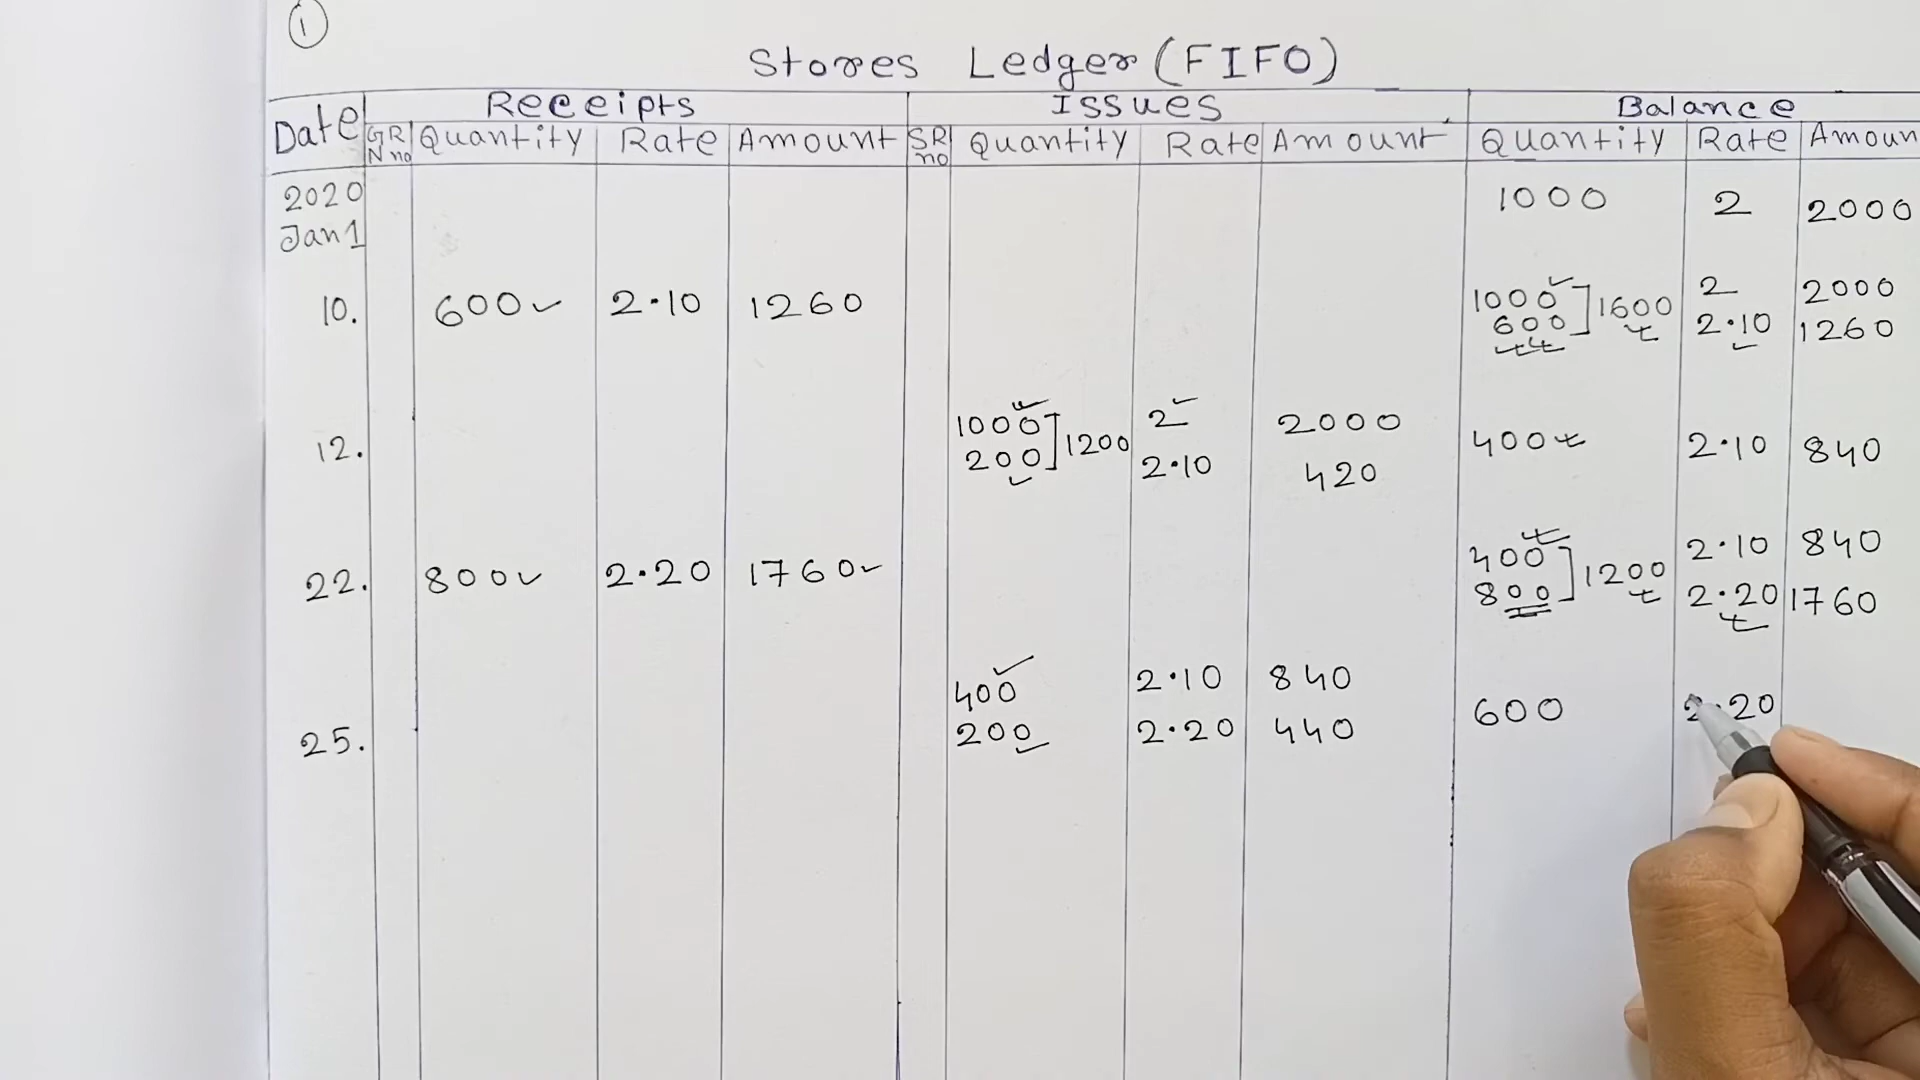 1
Stores Ledger (FIFO)
Date Receipts Issues Balance
GR N no Quantity Rate Amount SR no Quantity Rate Amount Quantity Rate Amoun
2020 Jan 1 1000 2 2000
10. 600 2.10 1260 1000 600 ] 1600 2 2.10 2000 1260
12. 1000 200 ] 1200 2 2.10 2000 420 400 2.10 840
22. 800 2.20 1760 400 800 ] 1200 2.10 2.20 840 1760
25. 400 200 2.10 2.20 840 440 600 2.20